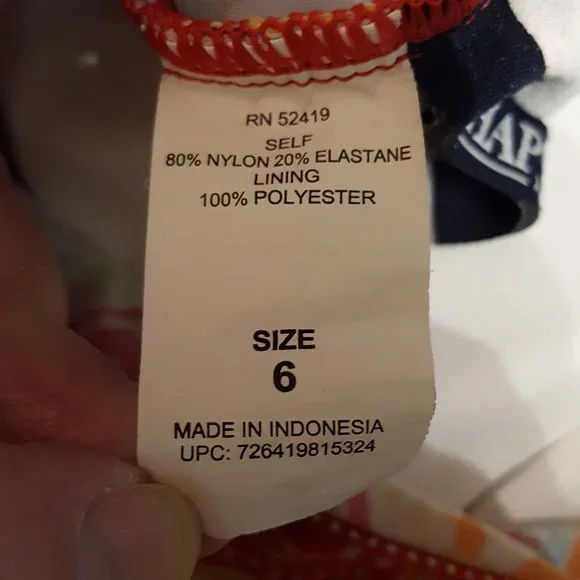 RN 52419
SELF
80% NYLON 20% ELASTANE
LINING
100% POLYESTER
SIZE
6
MADE IN INDONESIA
UPC: 726419815324